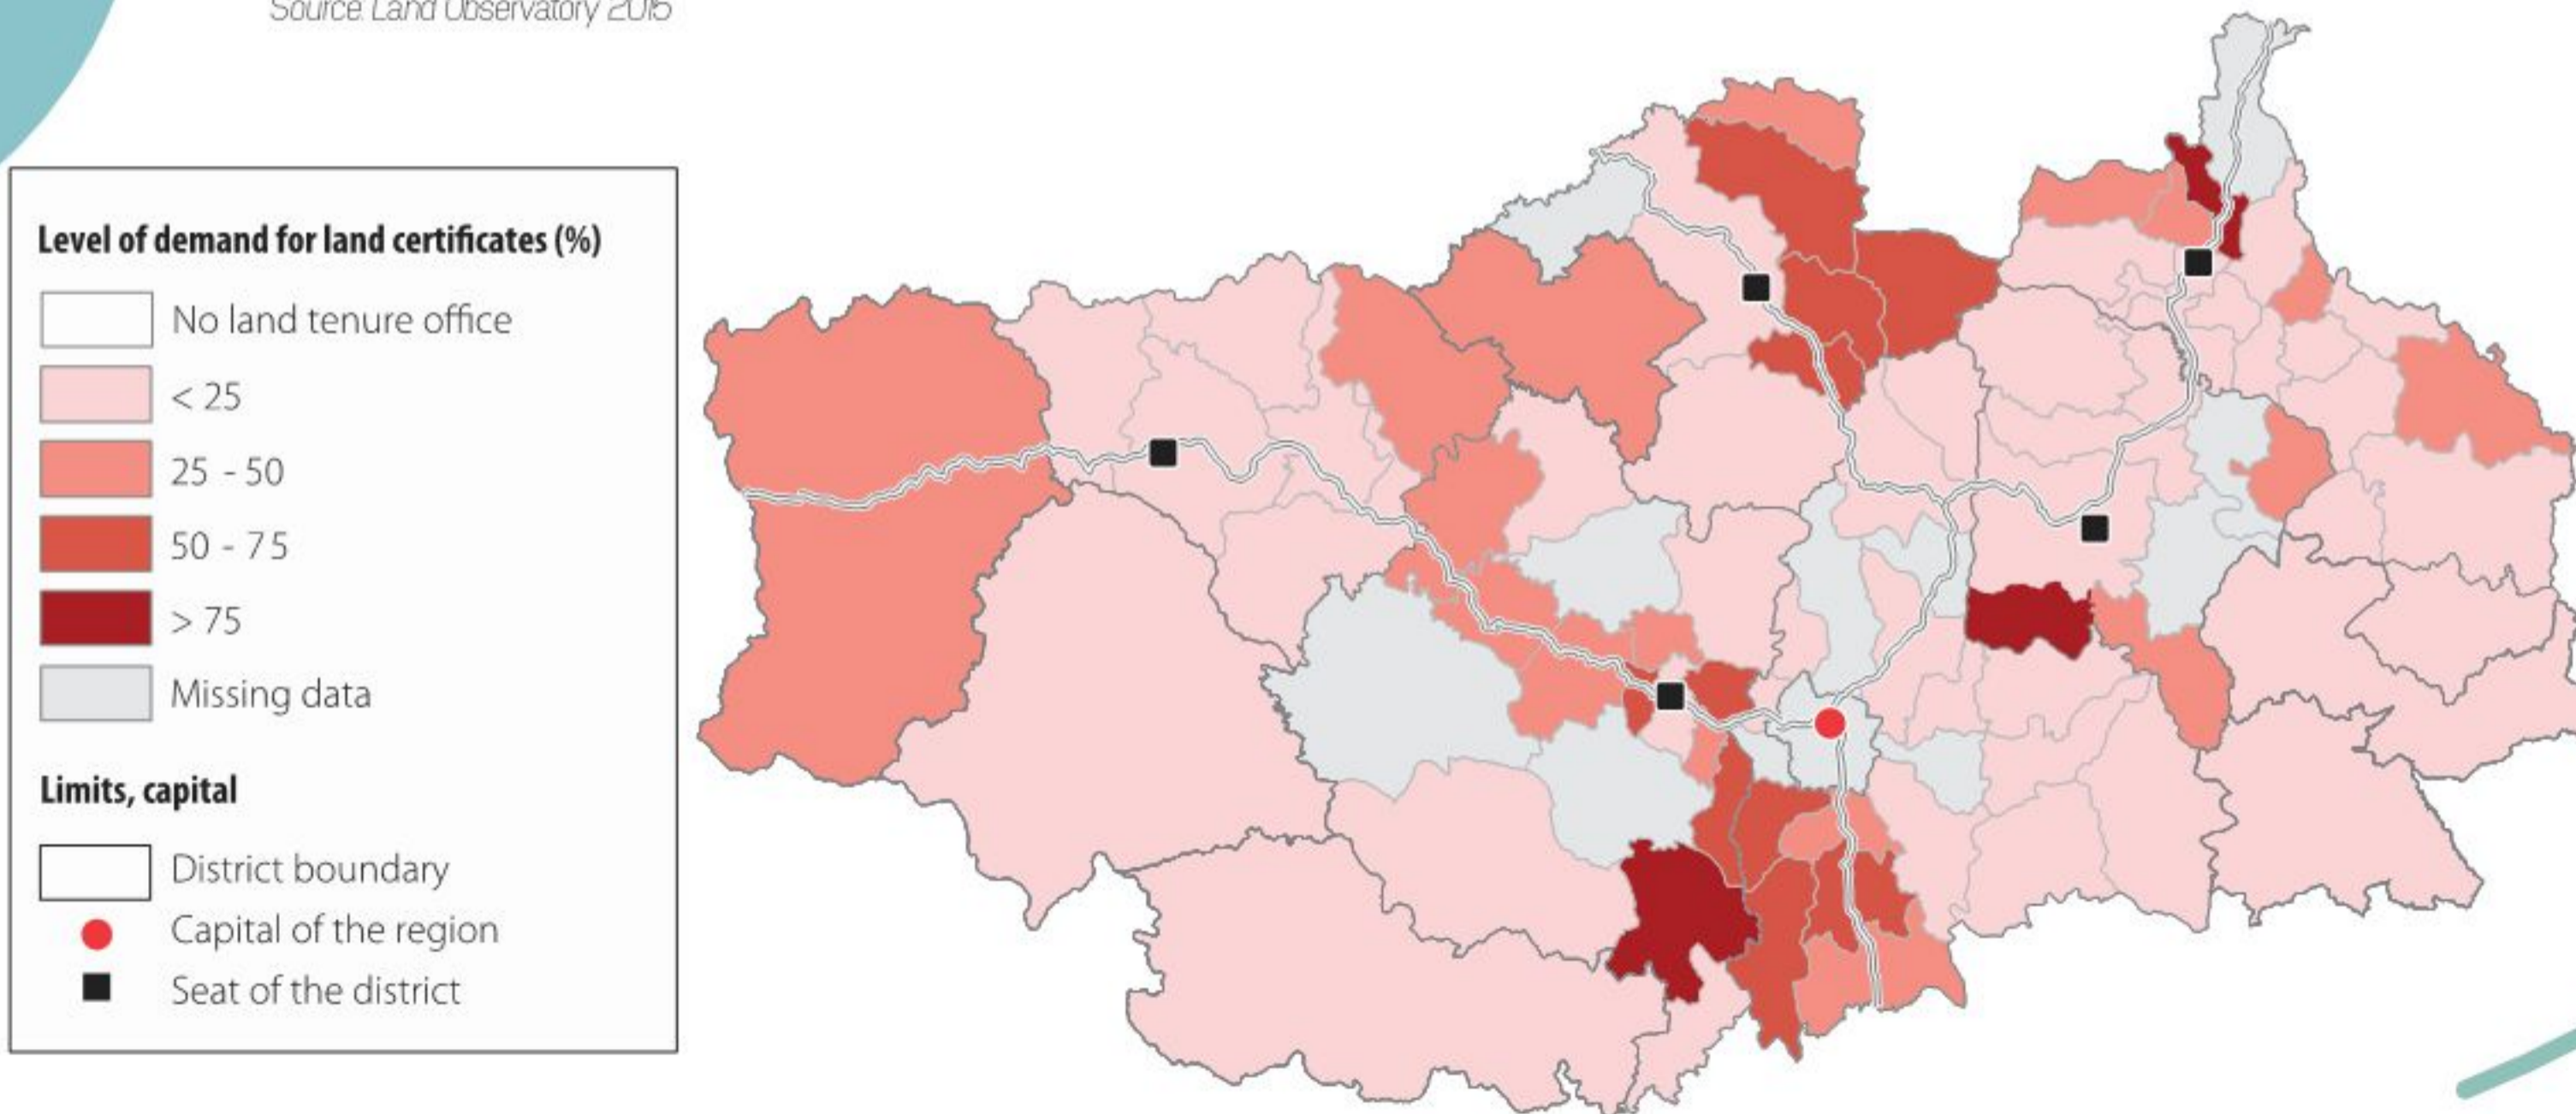 Source: Land Observatory 2015
Level of demand for land certificates (%)
No land tenure office
< 25
25 - 50
50 - 75
> 75
Missing data
Limits, capital
District boundary
Capital of the region
Seat of the district